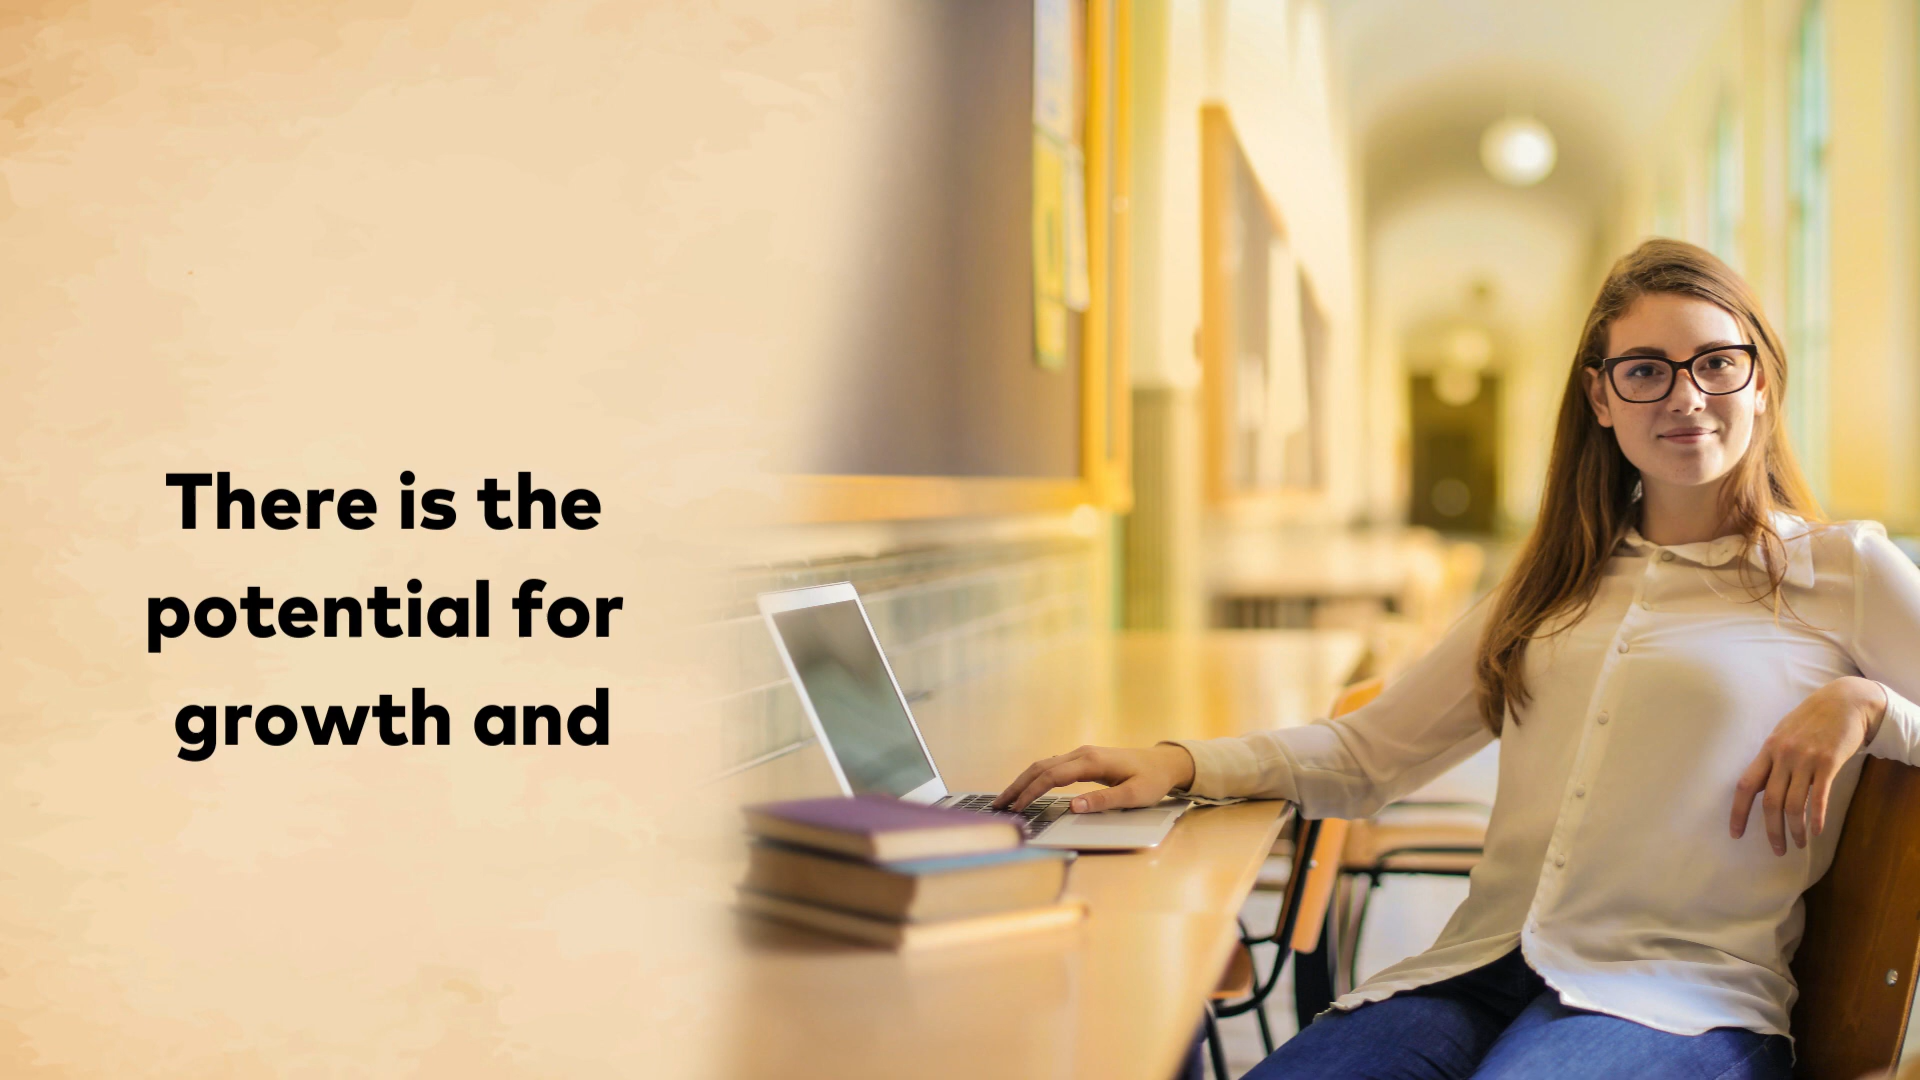 There is the
potential for
growth and